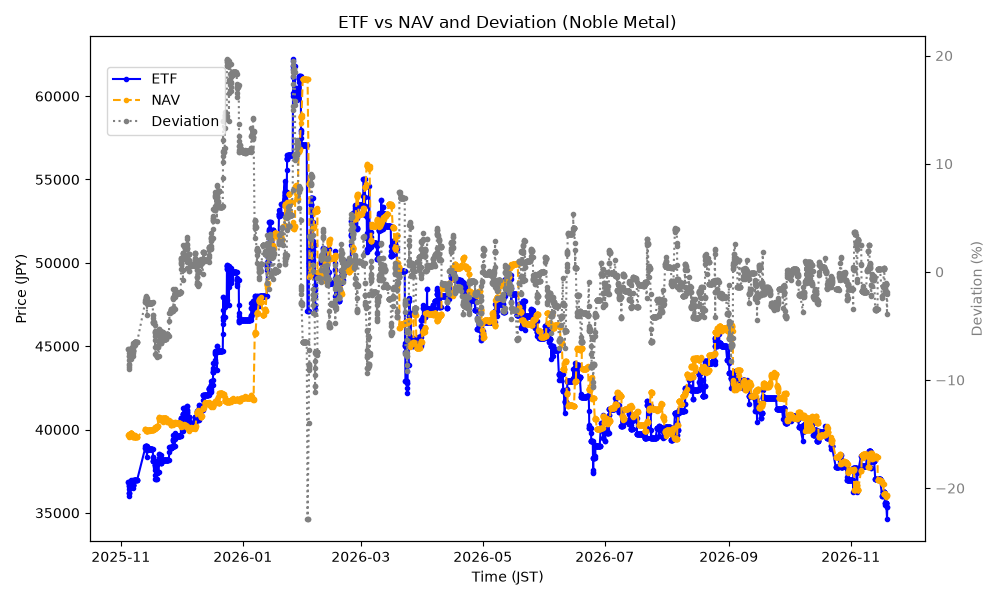 ETF vs NAV and Deviation (Noble Metal)
ETF
NAV
Deviation
Price (JPY)
60000
55000
50000
45000
40000
35000
20
10
0
−10
−20
Deviation (%)
2025-11
2026-01
2026-03
2026-05
2026-07
2026-09
2026-11
Time (JST)